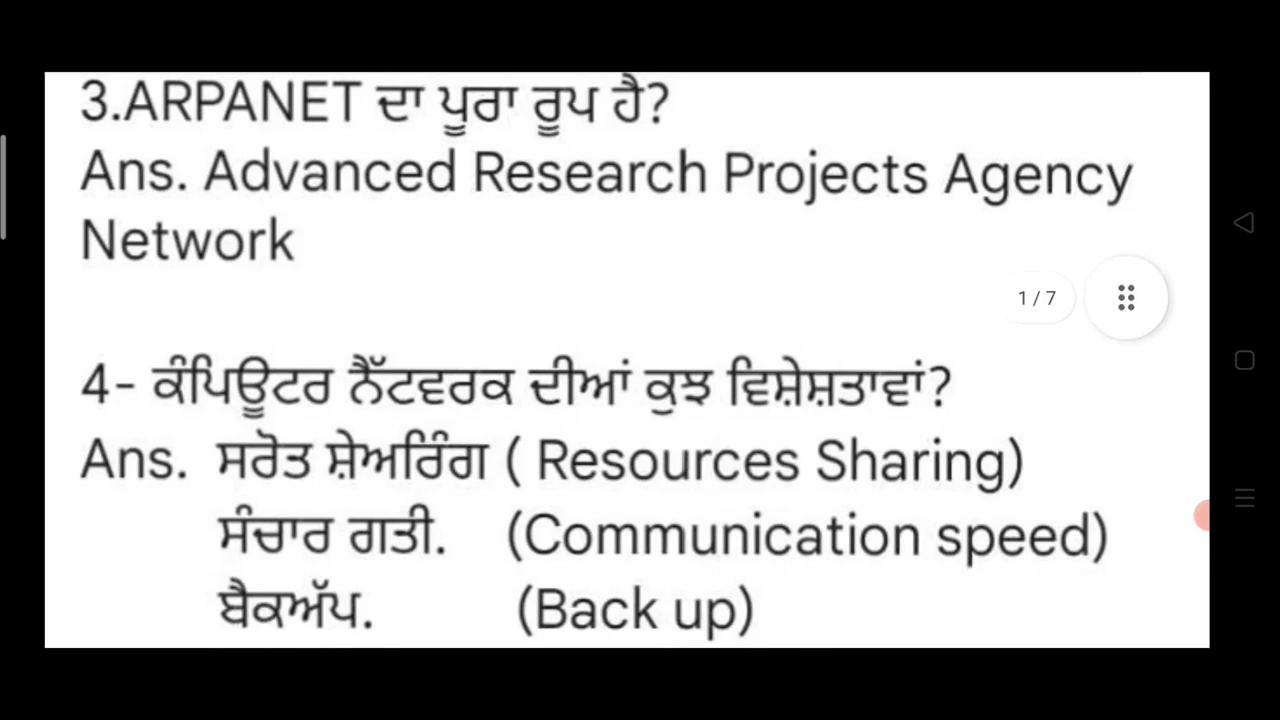 3.ARPANET ਦਾ ਪੂਰਾ ਰੂਪ ਹੈ?
Ans. Advanced Research Projects Agency
Network
1 / 7
4- ਕੰਪਿਊਟਰ ਨੈੱਟਵਰਕ ਦੀਆਂ ਕੁਝ ਵਿਸ਼ੇਸ਼ਤਾਵਾਂ?
Ans. ਸਰੋਤ ਸ਼ੇਅਰਿੰਗ ( Resources Sharing)
ਸੰਚਾਰ ਗਤੀ. (Communication speed)
ਬੈਕਅੱਪ. (Back up)